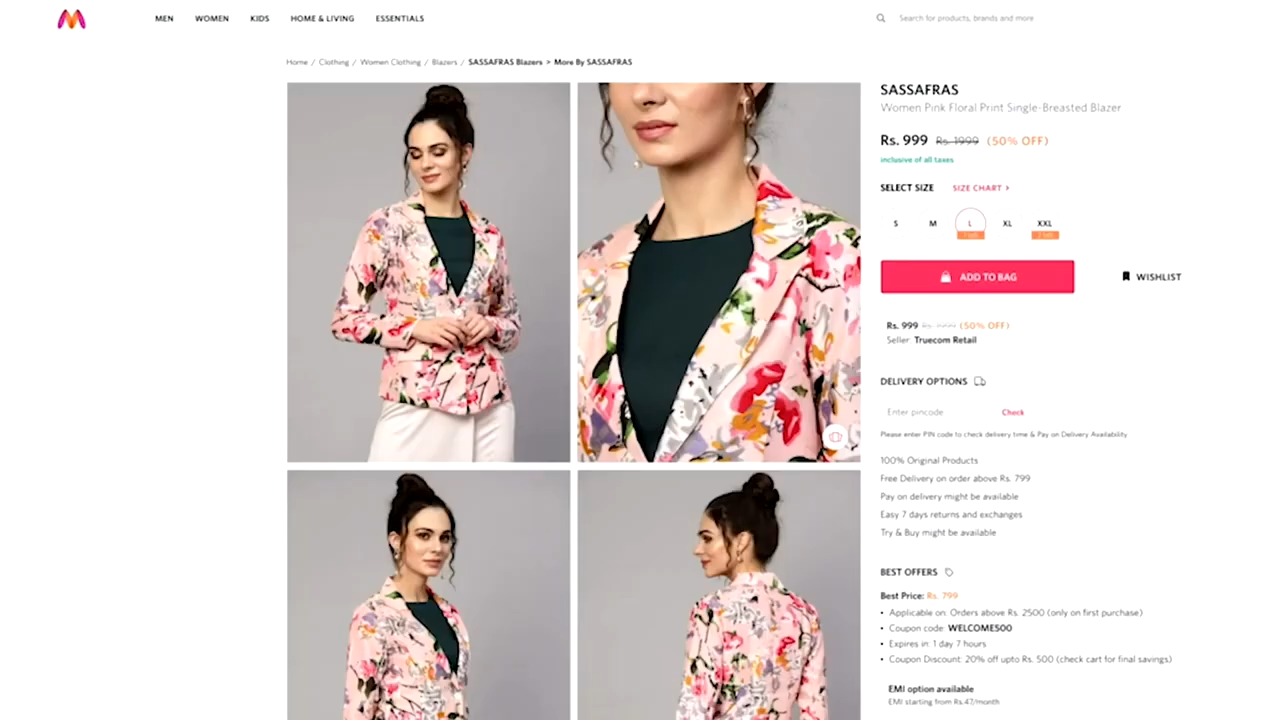 MEN WOMEN KIDS HOME & LIVING ESSENTIALS
Search for products, brands and more
Home / Clothing / Women Clothing / Blazers / SASSAFRAS Blazers > More By SASSAFRAS
SASSAFRAS
Women Pink Floral Print Single-Breasted Blazer
Rs. 999 Rs. 1999 (50% OFF)
inclusive of all taxes
SELECT SIZE SIZE CHART >
S M L XL XXL
ADD TO BAG
WISHLIST
Rs. 999 Rs. 1999 (50% OFF)
Seller: Truecom Retail
DELIVERY OPTIONS
Enter pincode Check
Please enter PIN code to check delivery time & Pay on Delivery Availability
100% Original Products
Free Delivery on order above Rs. 799
Pay on delivery might be available
Easy 7 days returns and exchanges
Try & Buy might be available
BEST OFFERS
Best Price: Rs. 799
• Applicable on: Orders above Rs. 2500 (only on first purchase)
• Coupon code: WELCOME500
• Expires in: 1 day 7 hours
• Coupon Discount: 20% off upto Rs. 500 (check cart for final savings)
EMI option available
EMI starting from Rs.47/month